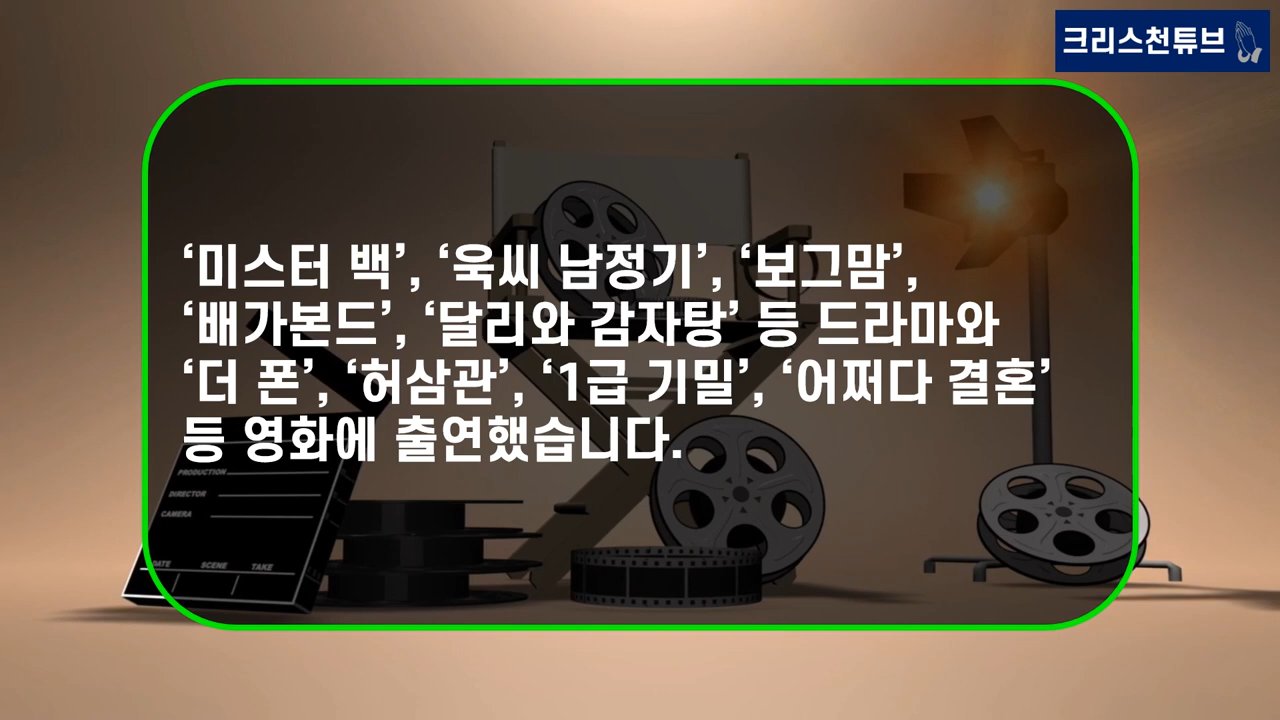 크리스천튜브
‘미스터 백’, ‘욱씨 남정기’, ‘보그맘’,
‘배가본드’, ‘달리와 감자탕’ 등 드라마와
‘더 폰’, ‘허삼관’, ‘1급 기밀’, ‘어쩌다 결혼’
등 영화에 출연했습니다.
PRODUCTION
DIRECTOR
CAMERA
DATE SCENE TAKE